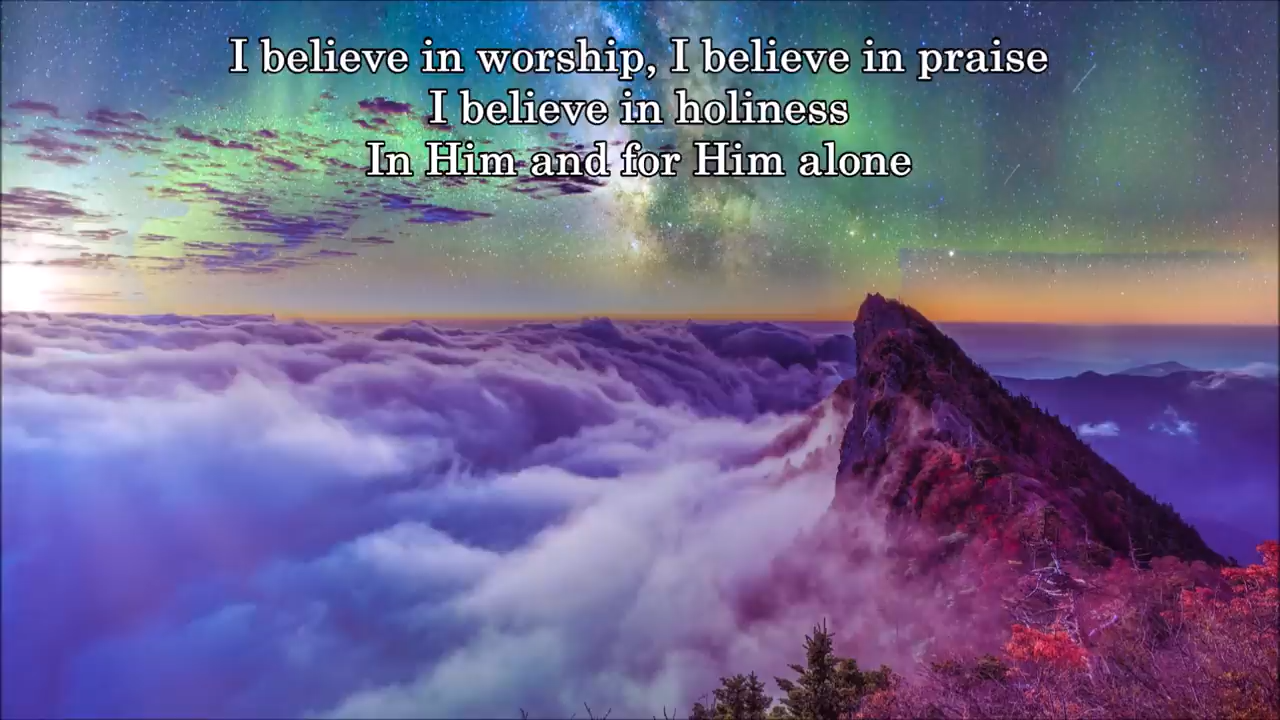 I believe in worship, I believe in praise
I believe in holiness
In Him and for Him alone